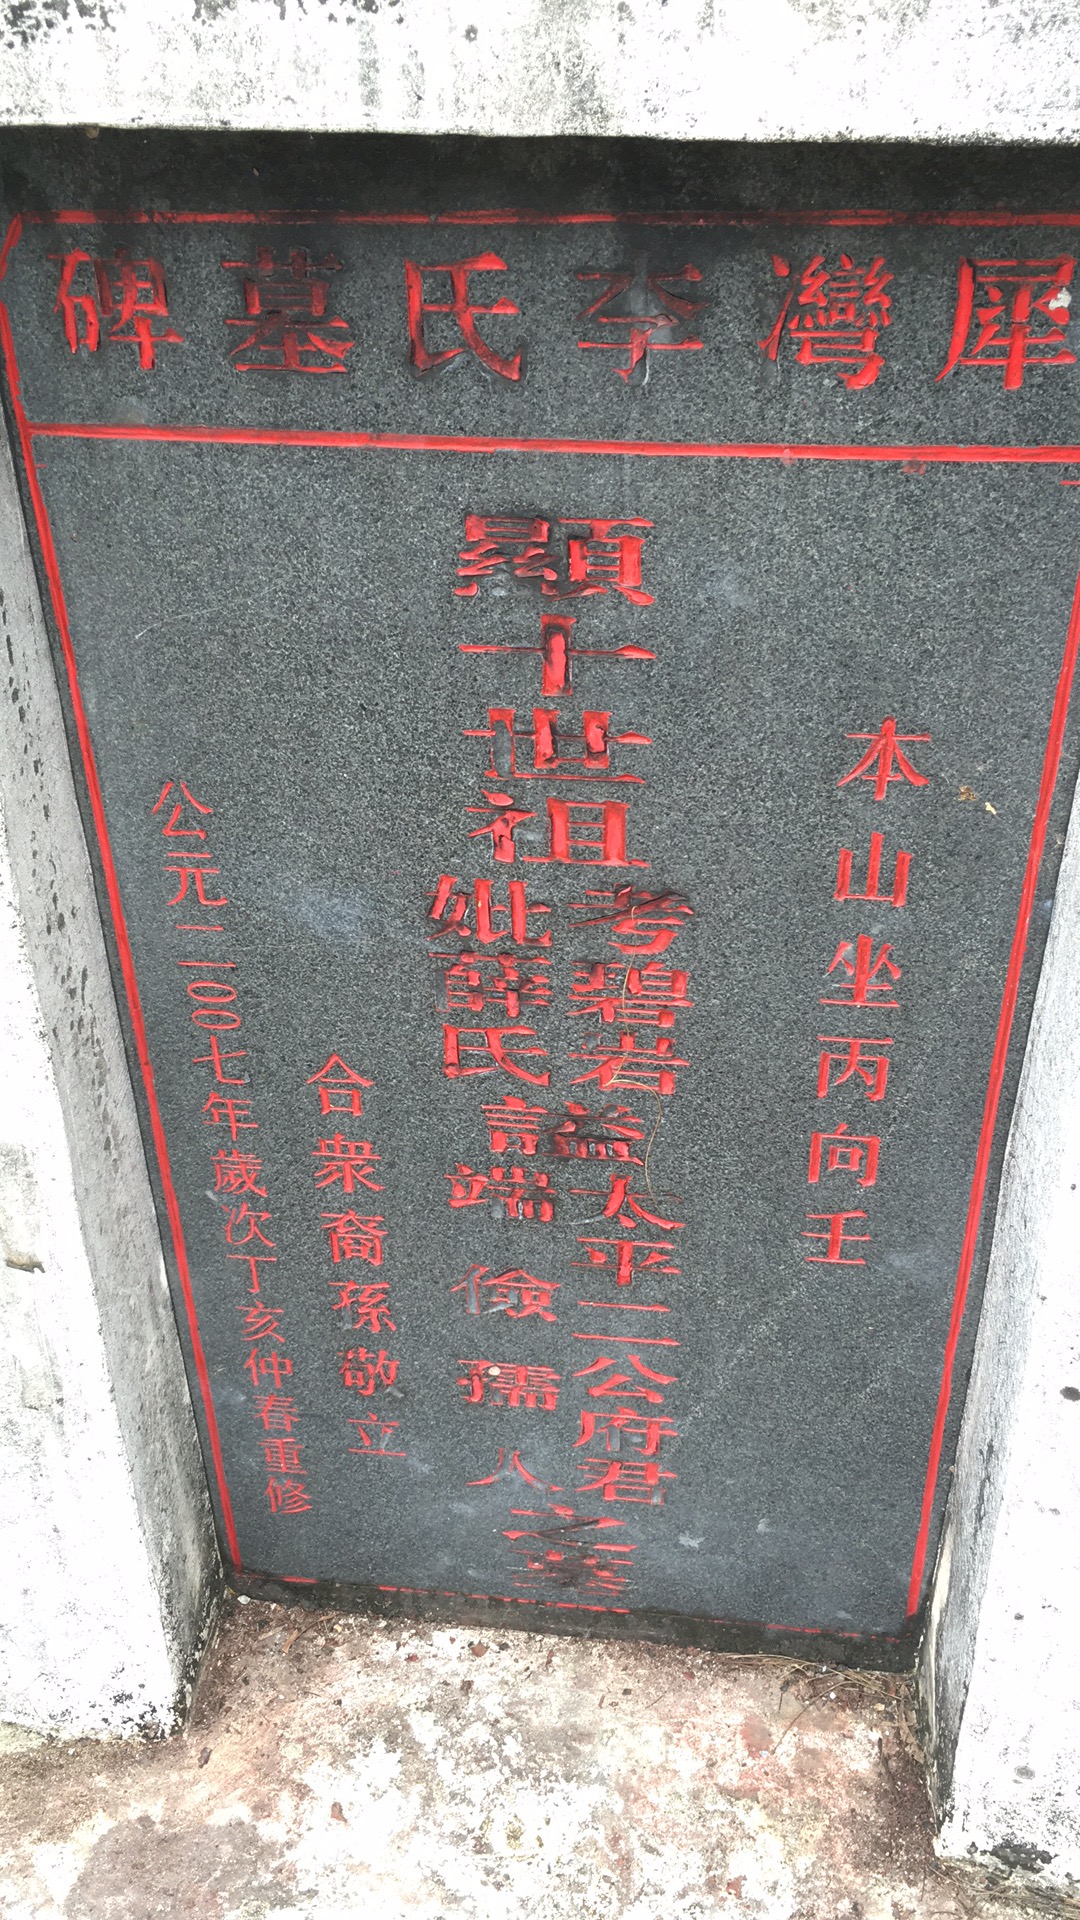 犀灣李氏墓碑
本山坐丙向壬
顯十世祖
考碧岩
妣薛氏
謚
太平二公府君
端儉孺人
之墓
合衆裔孫敬立
公元二〇〇七年歲次丁亥仲春重修